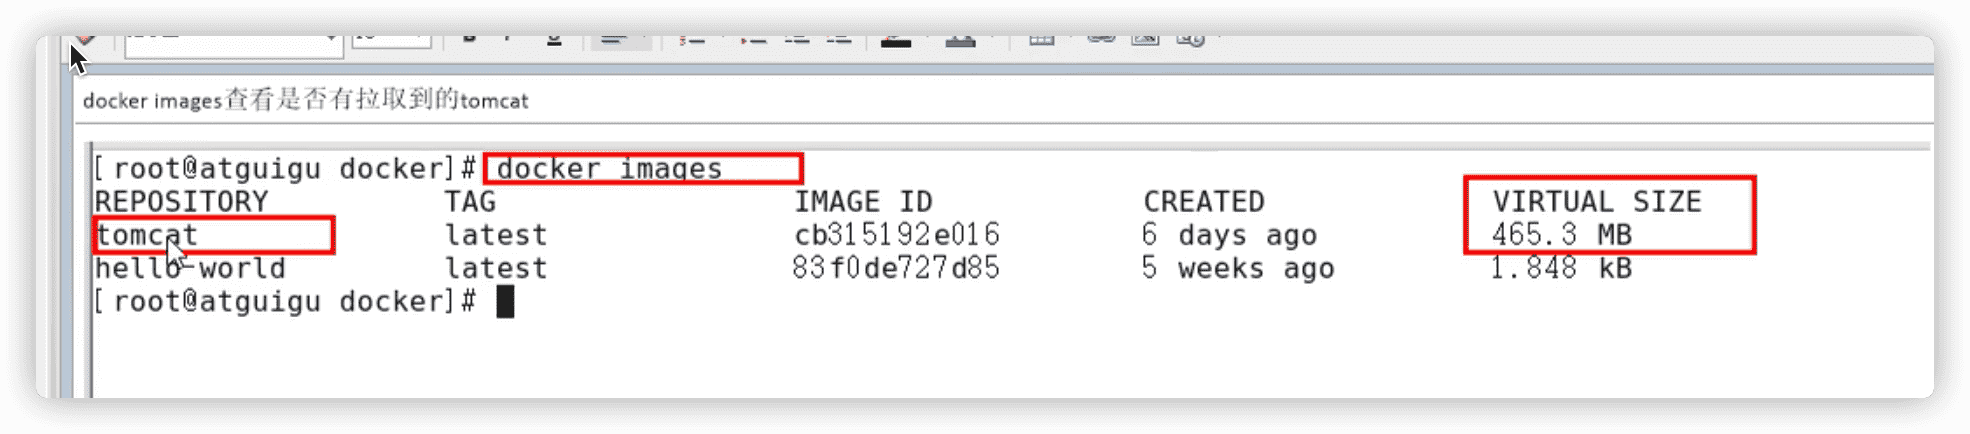 docker images查看是否有拉取到的tomcat
[root@atguigu docker]# docker images
REPOSITORY TAG IMAGE ID CREATED VIRTUAL SIZE
tomcat latest cb315192e016 6 days ago 465.3 MB
hello-world latest 83f0de727d85 5 weeks ago 1.848 kB
[root@atguigu docker]#